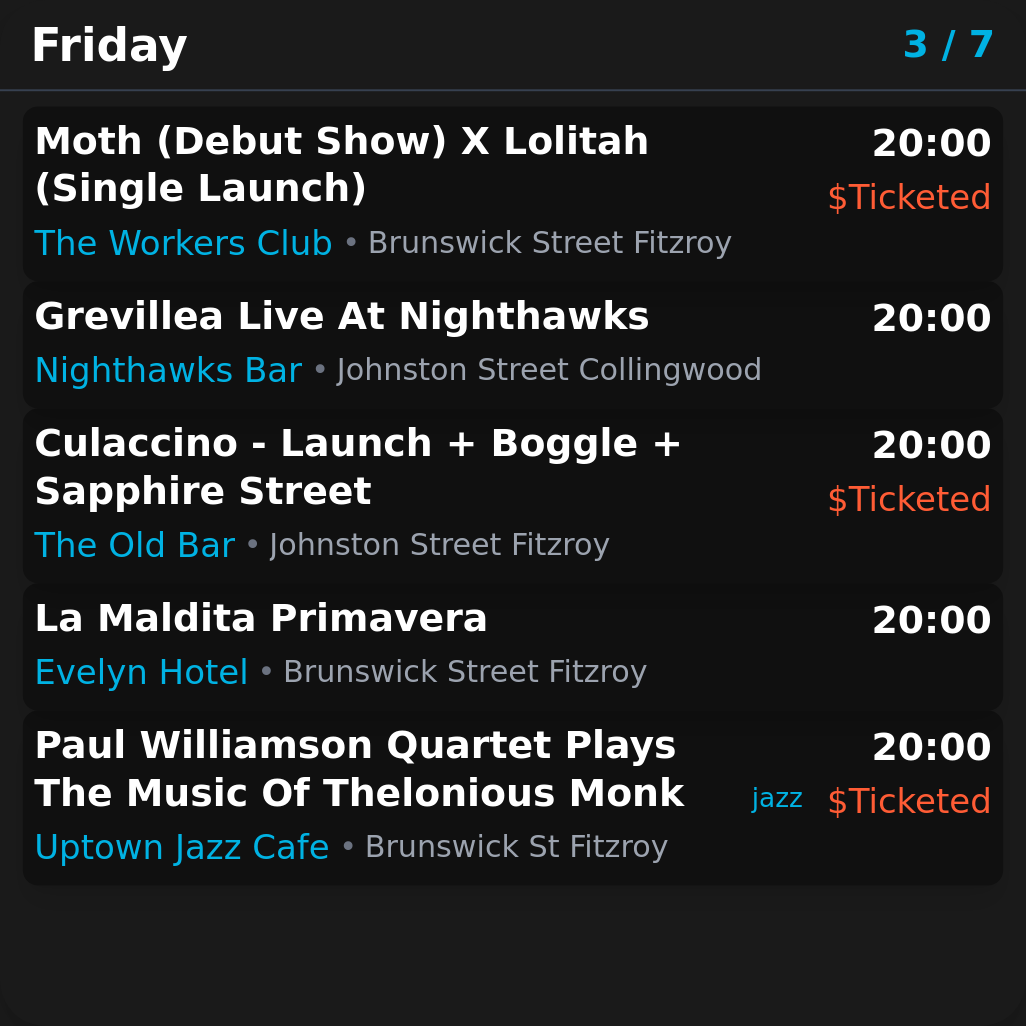 Friday
3 / 7
Moth (Debut Show) X Lolitah
(Single Launch)
20:00
$Ticketed
The Workers Club • Brunswick Street Fitzroy
Grevillea Live At Nighthawks
20:00
Nighthawks Bar • Johnston Street Collingwood
Culaccino - Launch + Boggle +
Sapphire Street
20:00
$Ticketed
The Old Bar • Johnston Street Fitzroy
La Maldita Primavera
20:00
Evelyn Hotel • Brunswick Street Fitzroy
Paul Williamson Quartet Plays
The Music Of Thelonious Monk
20:00
jazz $Ticketed
Uptown Jazz Cafe • Brunswick St Fitzroy